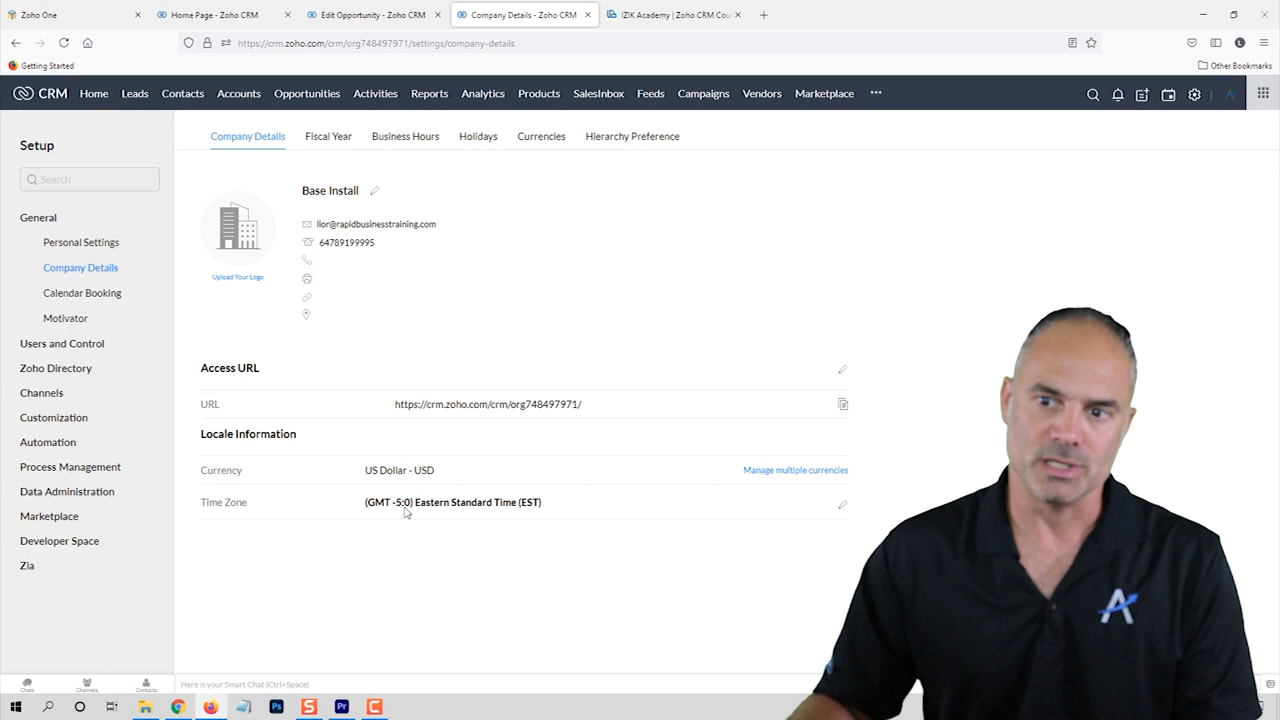 Zoho One
Home Page - Zoho CRM
Edit Opportunity - Zoho CRM
Company Details - Zoho CRM
IZIK Academy | Zoho CRM Cou
https://crm.zoho.com/crm/org748497971/settings/company-details
Getting Started
Other Bookmarks
CRM
Home
Leads
Contacts
Accounts
Opportunities
Activities
Reports
Analytics
Products
SalesInbox
Feeds
Campaigns
Vendors
Marketplace
Setup
Search
General
Personal Settings
Company Details
Calendar Booking
Motivator
Users and Control
Zoho Directory
Channels
Customization
Automation
Process Management
Data Administration
Marketplace
Developer Space
Zia
Company Details
Fiscal Year
Business Hours
Holidays
Currencies
Hierarchy Preference
Base Install
lior@rapidbusinesstraining.com
64789199995
Upload Your Logo
Access URL
URL
https://crm.zoho.com/crm/org748497971/
Locale Information
Currency
US Dollar - USD
Manage multiple currencies
Time Zone
(GMT -5:0) Eastern Standard Time (EST)
Chats
Channels
Contacts
Here is your Smart Chat (Ctrl+Space)